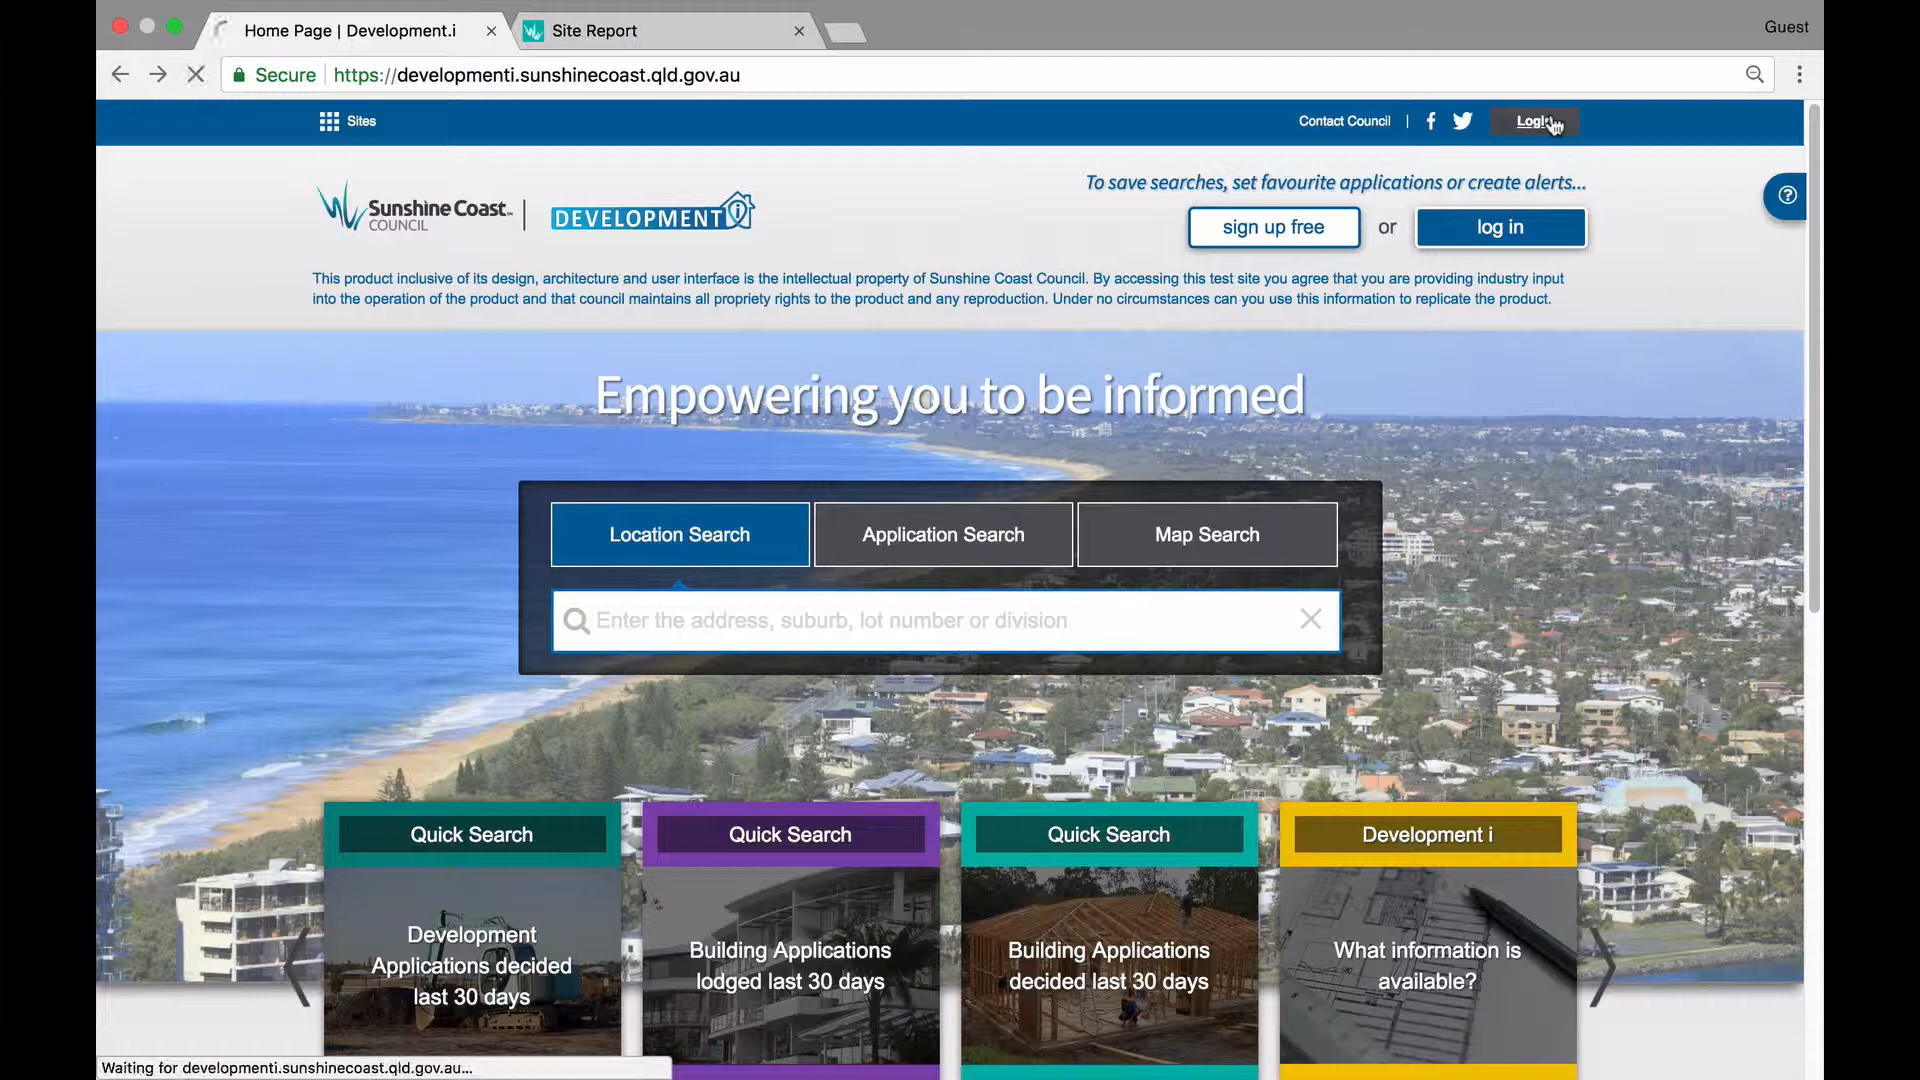 Home Page | Development.i
Site Report
Guest
Secure
https://developmenti.sunshinecoast.qld.gov.au
Sites
Contact Council
|
Login
Sunshine Coast
COUNCIL
DEVELOPMENT i
To save searches, set favourite applications or create alerts...
sign up free
or
log in
This product inclusive of its design, architecture and user interface is the intellectual property of Sunshine Coast Council. By accessing this test site you agree that you are providing industry input
into the operation of the product and that council maintains all propriety rights to the product and any reproduction. Under no circumstances can you use this information to replicate the product.
Empowering you to be informed
Location Search
Application Search
Map Search
Enter the address, suburb, lot number or division
Quick Search
Development
Applications decided
last 30 days
Quick Search
Building Applications
lodged last 30 days
Quick Search
Building Applications
decided last 30 days
Development i
What information is
available?
Waiting for developmenti.sunshinecoast.qld.gov.au...